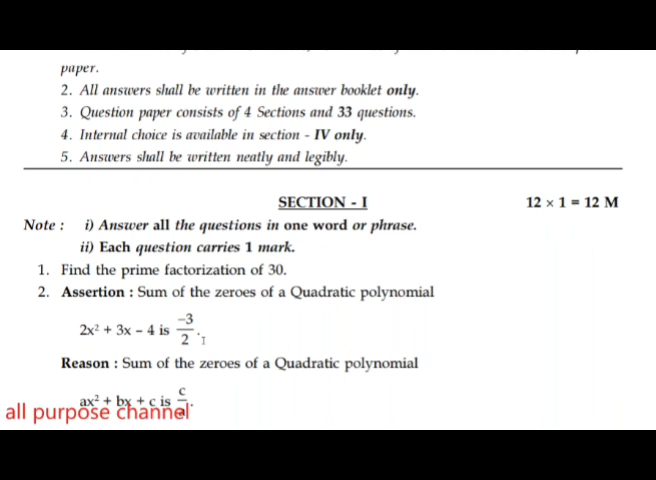 paper.
2. All answers shall be written in the answer booklet only.
3. Question paper consists of 4 Sections and 33 questions.
4. Internal choice is available in section - IV only.
5. Answers shall be written neatly and legibly.
SECTION - I 12 × 1 = 12 M
Note : i) Answer all the questions in one word or phrase.
ii) Each question carries 1 mark.
1. Find the prime factorization of 30.
2. Assertion : Sum of the zeroes of a Quadratic polynomial
2x² + 3x – 4 is –3/2.
Reason : Sum of the zeroes of a Quadratic polynomial
ax² + bx + c is c/a.
all purpose channel